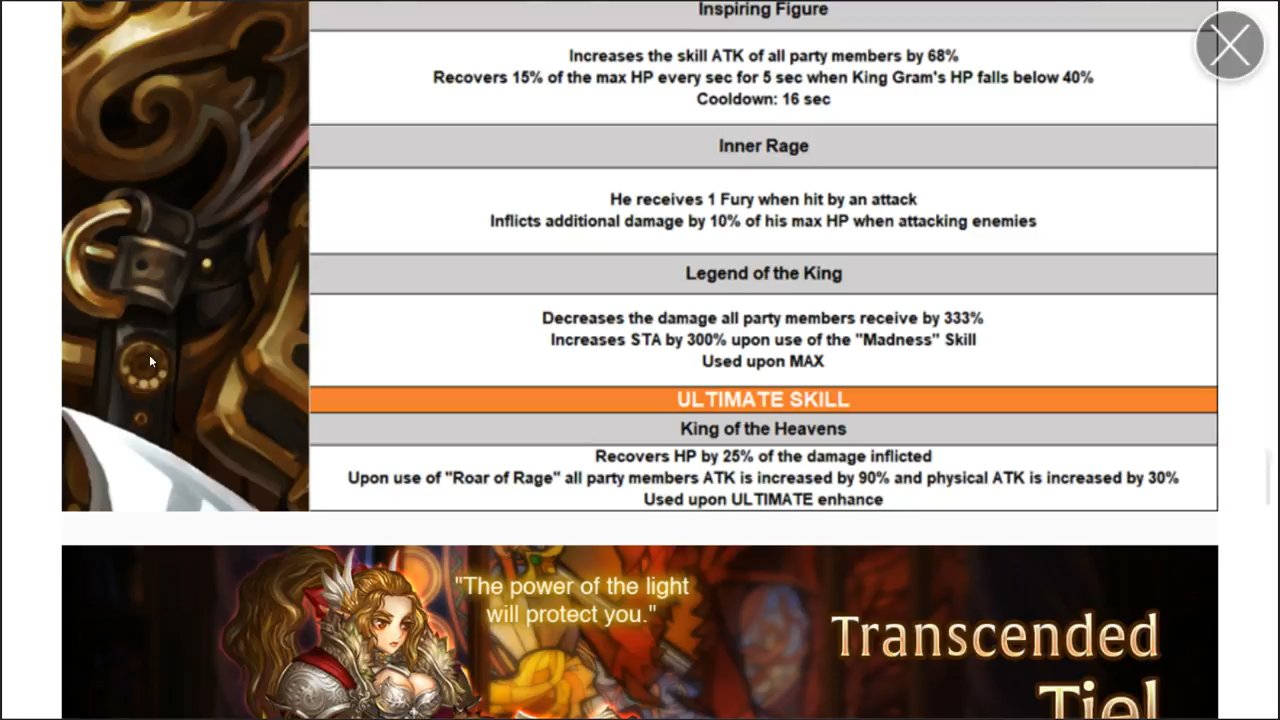 Inspiring Figure
Increases the skill ATK of all party members by 68%
Recovers 15% of the max HP every sec for 5 sec when King Gram's HP falls below 40%
Cooldown: 16 sec
Inner Rage
He receives 1 Fury when hit by an attack
Inflicts additional damage by 10% of his max HP when attacking enemies
Legend of the King
Decreases the damage all party members receive by 333%
Increases STA by 300% upon use of the "Madness" Skill
Used upon MAX
ULTIMATE SKILL
King of the Heavens
Recovers HP by 25% of the damage inflicted
Upon use of "Roar of Rage" all party members ATK is increased by 90% and physical ATK is increased by 30%
Used upon ULTIMATE enhance
"The power of the light
will protect you."
Transcended
Tiel